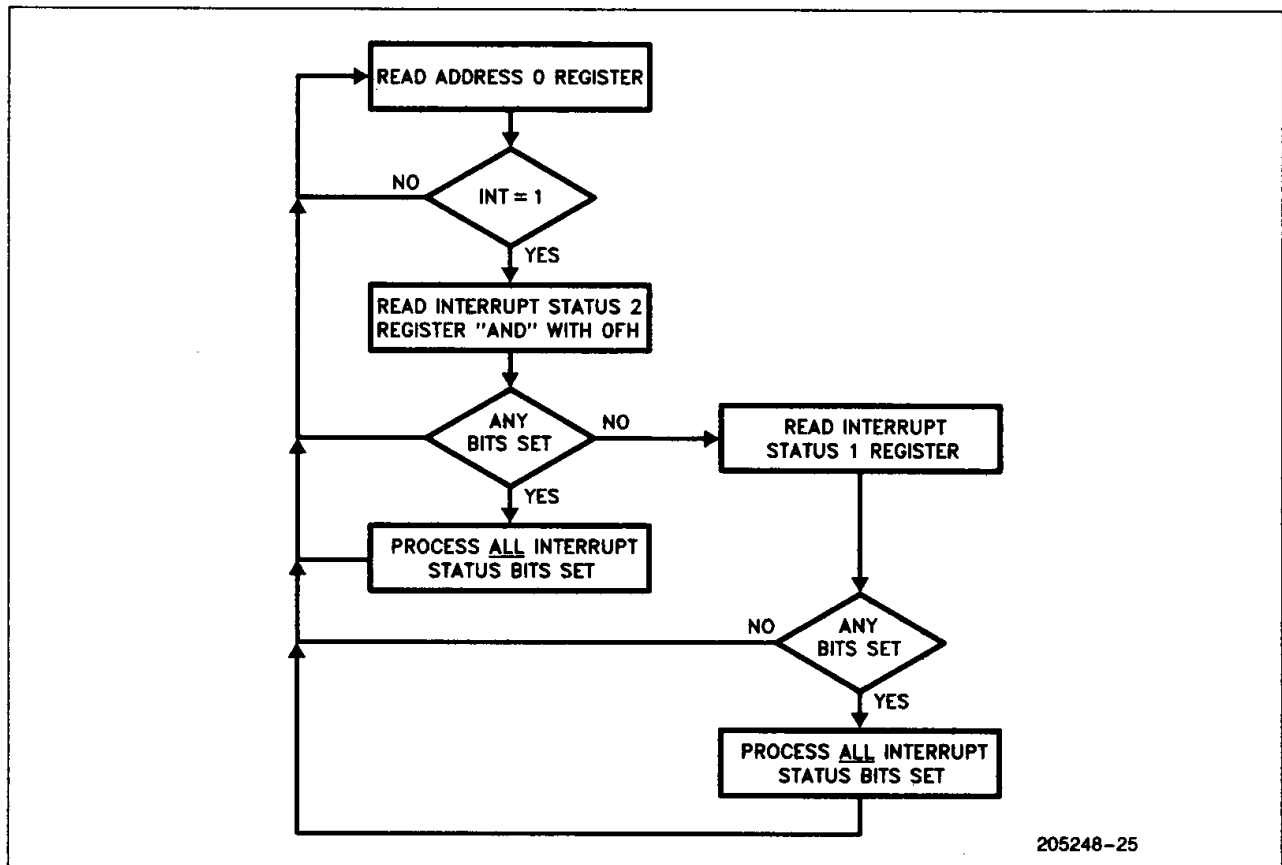 READ ADDRESS 0 REGISTER
NO
INT = 1
YES
READ INTERRUPT STATUS 2
REGISTER "AND" WITH 0FH
ANY
BITS SET
NO
YES
READ INTERRUPT
STATUS 1 REGISTER
PROCESS ALL INTERRUPT
STATUS BITS SET
NO
ANY
BITS SET
YES
PROCESS ALL INTERRUPT
STATUS BITS SET
205248-25